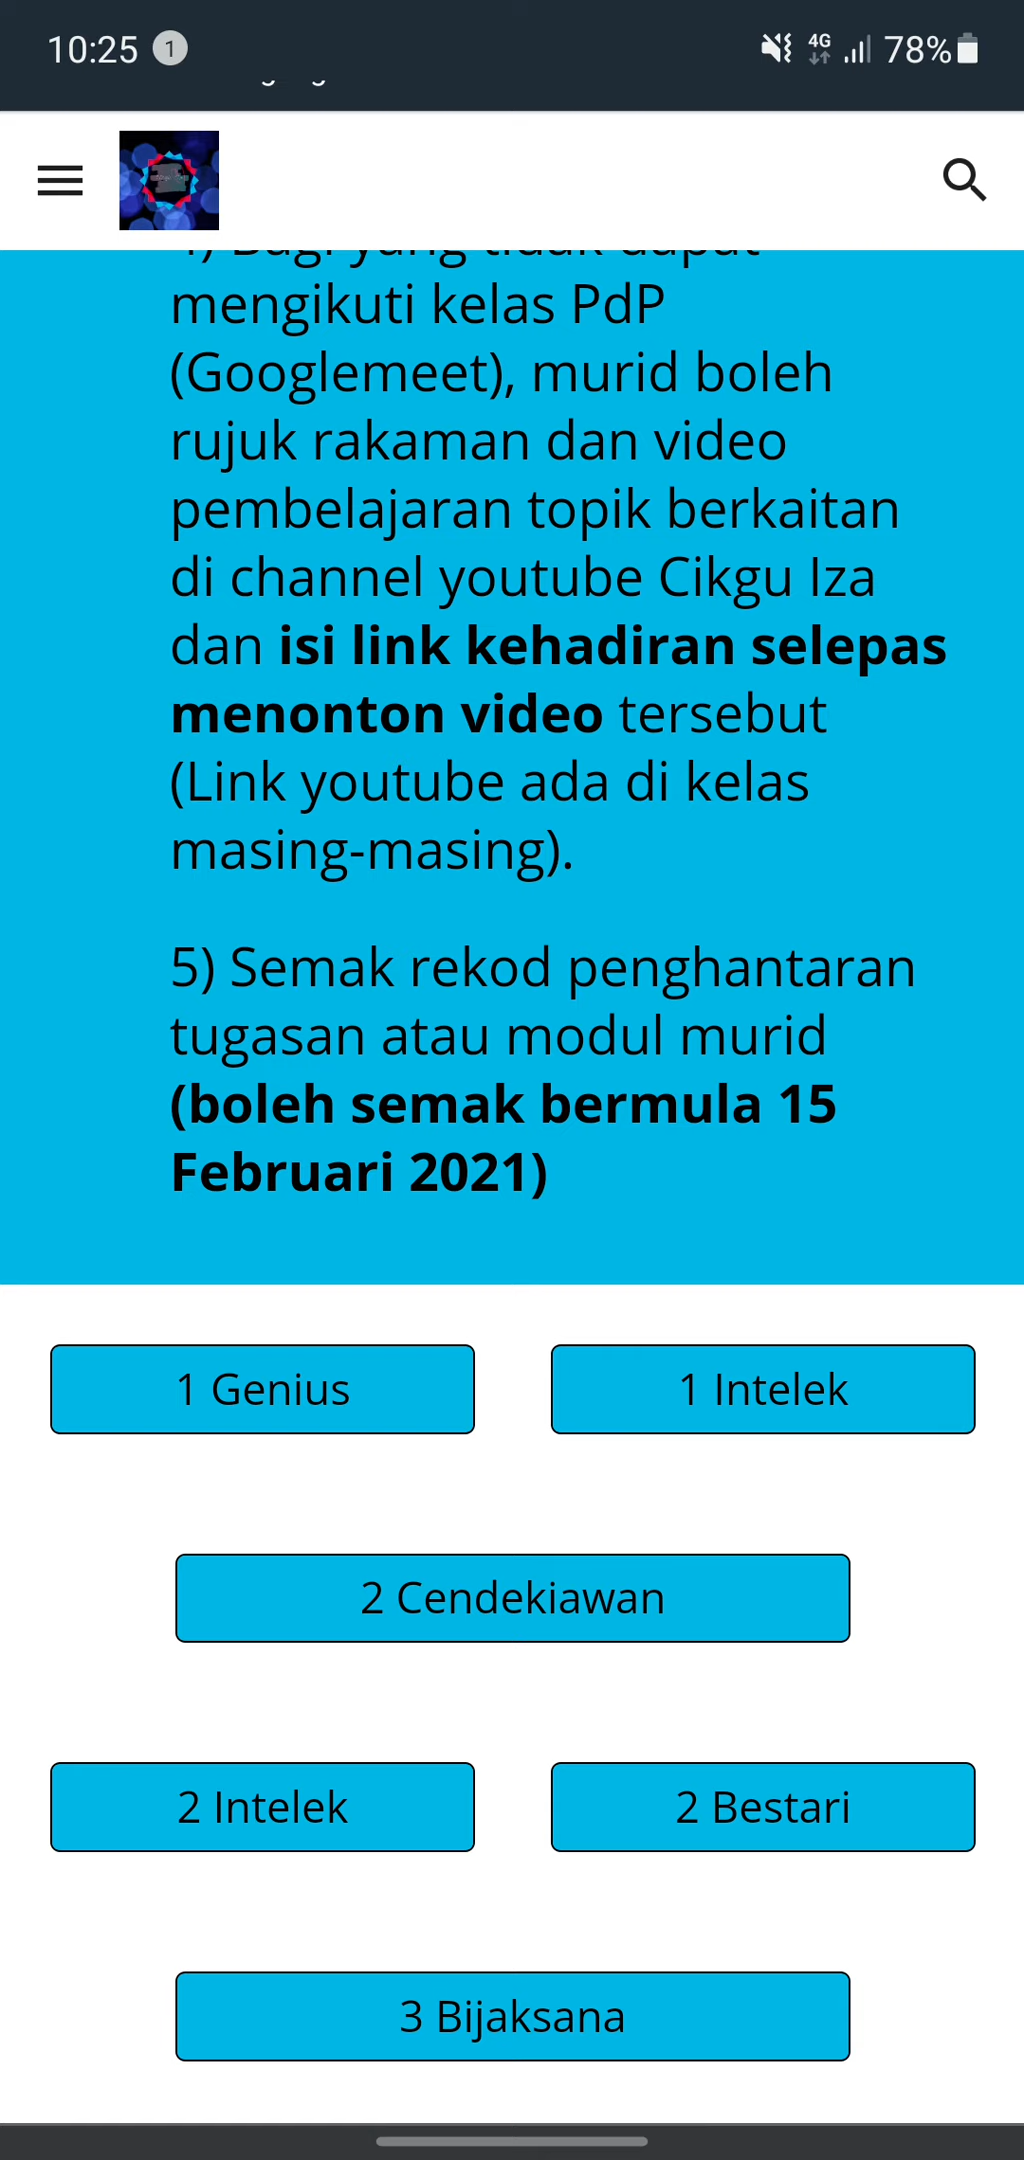 10:25 1 4G 78%
mengikuti kelas PdP
(Googlemeet), murid boleh
rujuk rakaman dan video
pembelajaran topik berkaitan
di channel youtube Cikgu Iza
dan isi link kehadiran selepas
menonton video tersebut
(Link youtube ada di kelas
masing-masing).
5) Semak rekod penghantaran
tugasan atau modul murid
(boleh semak bermula 15
Februari 2021)
1 Genius
1 Intelek
2 Cendekiawan
2 Intelek
2 Bestari
3 Bijaksana